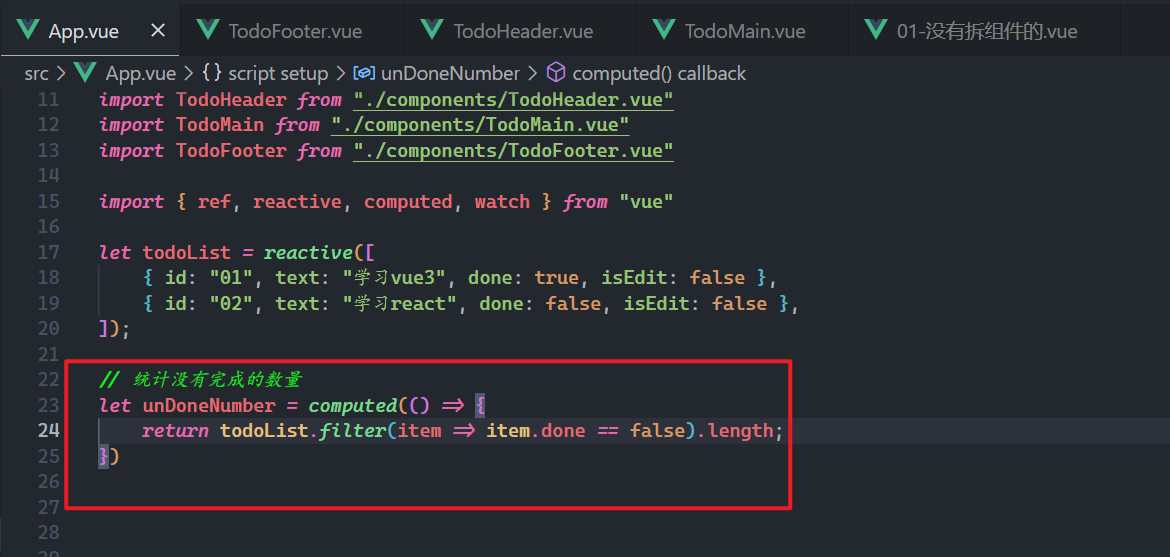 App.vue × TodoFooter.vue TodoHeader.vue TodoMain.vue 01-没有拆组件的.vue
src > App.vue > {} script setup > unDoneNumber > computed() callback
11 import TodoHeader from "./components/TodoHeader.vue"
12 import TodoMain from "./components/TodoMain.vue"
13 import TodoFooter from "./components/TodoFooter.vue"
14
15 import { ref, reactive, computed, watch } from "vue"
16
17 let todoList = reactive([
18 { id: "01", text: "学习vue3", done: true, isEdit: false },
19 { id: "02", text: "学习react", done: false, isEdit: false },
20 ]);
21
22 // 统计没有完成的数量
23 let unDoneNumber = computed(() => {
24 return todoList.filter(item => item.done == false).length;
25 })
26
27
28